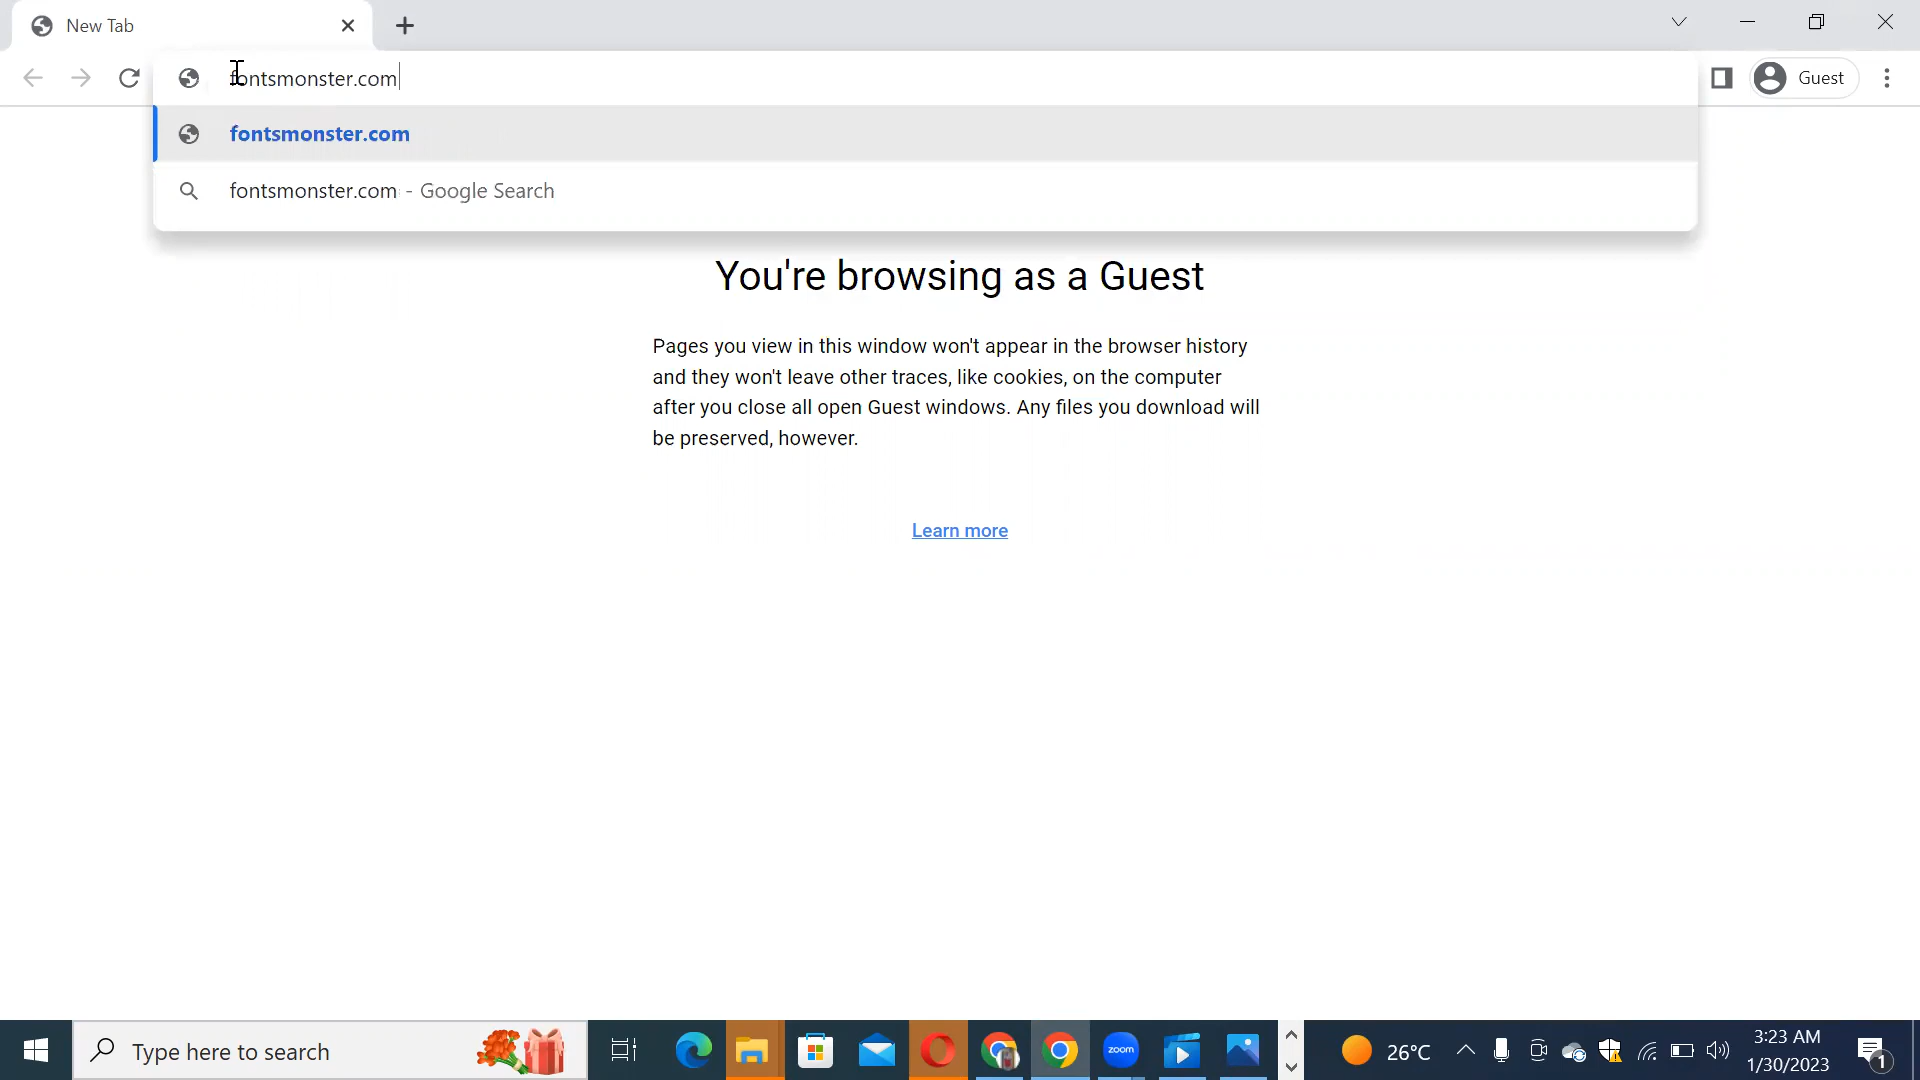 New Tab
fontsmonster.com
Guest
fontsmonster.com
fontsmonster.com - Google Search
You're browsing as a Guest
Pages you view in this window won't appear in the browser history
and they won't leave other traces, like cookies, on the computer
after you close all open Guest windows. Any files you download will
be preserved, however.
Learn more
Type here to search
zoom
26°C
3:23 AM
1/30/2023
1